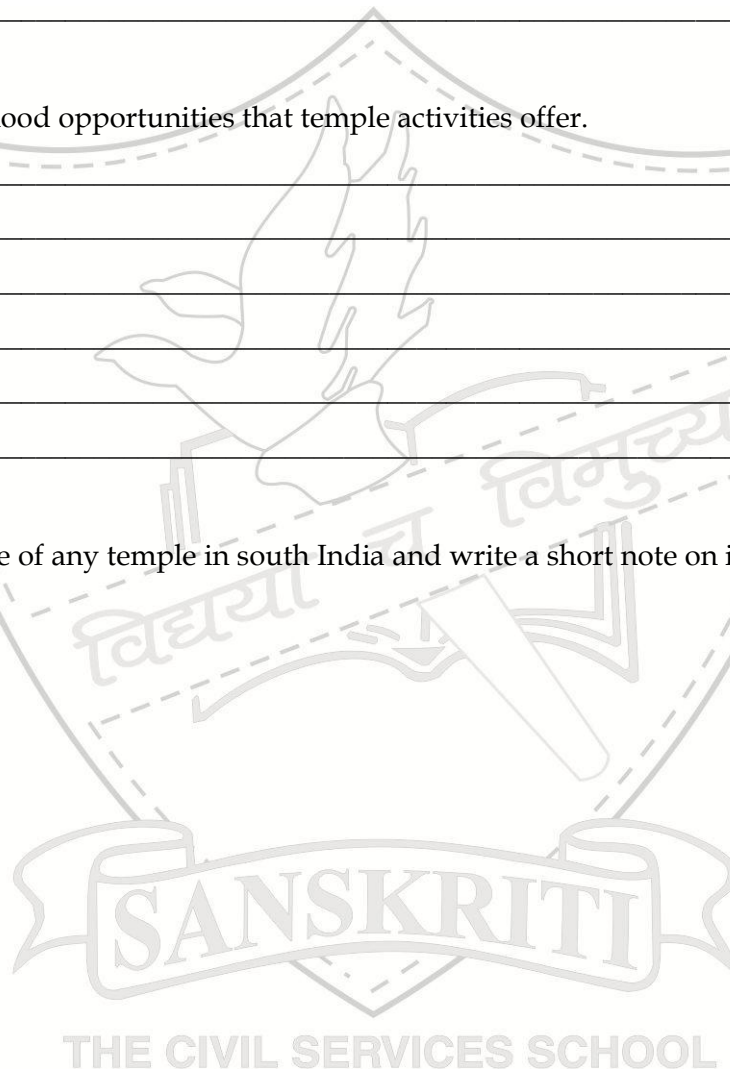 ood opportunities that temple activities offer.
e of any temple in south India and write a short note on i
विद्यया च विमुच्य
SANSKRITI
THE CIVIL SERVICES SCHOOL